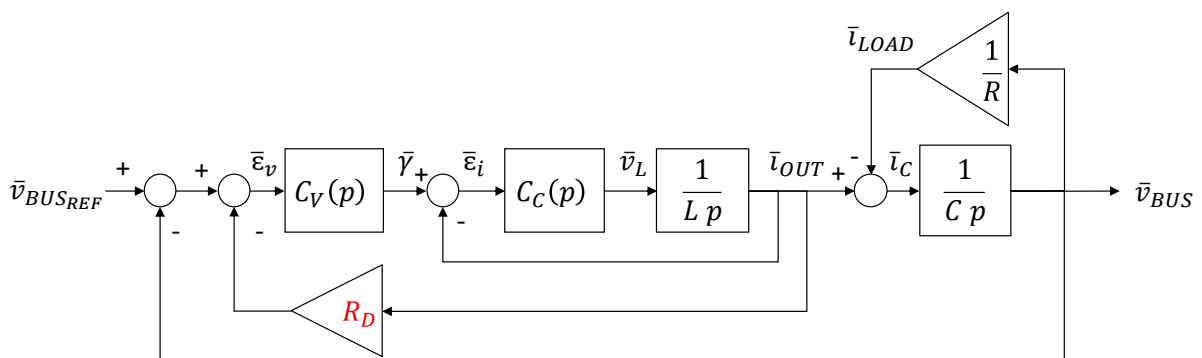 ῑ_LOAD
1/R
+ + ε̄_v γ̄ + ε̄_i v̄_L ῑ_OUT + - ῑ_C
v̄_BUS_REF C_V(p) C_C(p) 1/(L p) 1/(C p) v̄_BUS
- - -
R_D